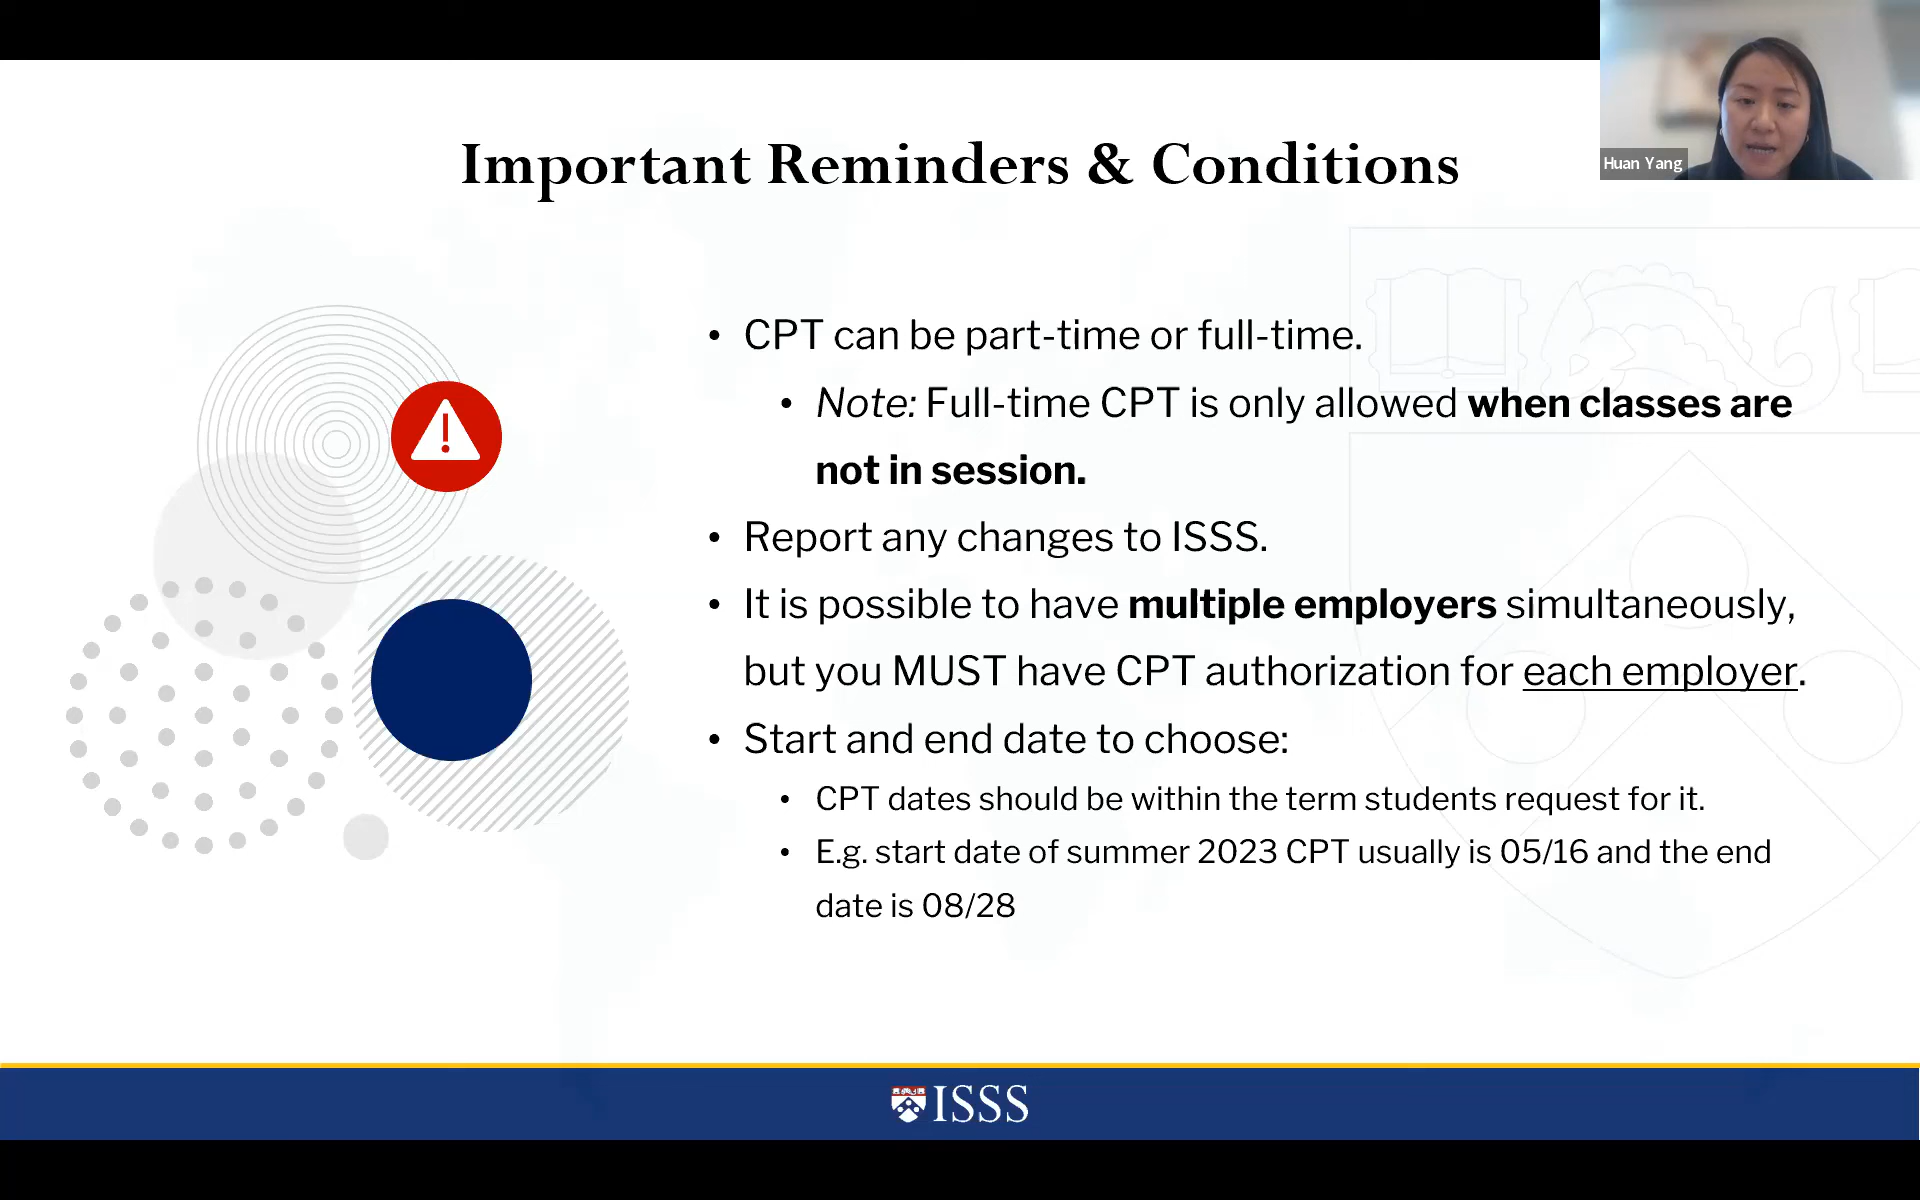 Huan Yang
Important Reminders & Conditions
• CPT can be part-time or full-time.
• Note: Full-time CPT is only allowed when classes are
not in session.
• Report any changes to ISSS.
• It is possible to have multiple employers simultaneously,
but you MUST have CPT authorization for each employer.
• Start and end date to choose:
• CPT dates should be within the term students request for it.
• E.g. start date of summer 2023 CPT usually is 05/16 and the end
date is 08/28
ISSS